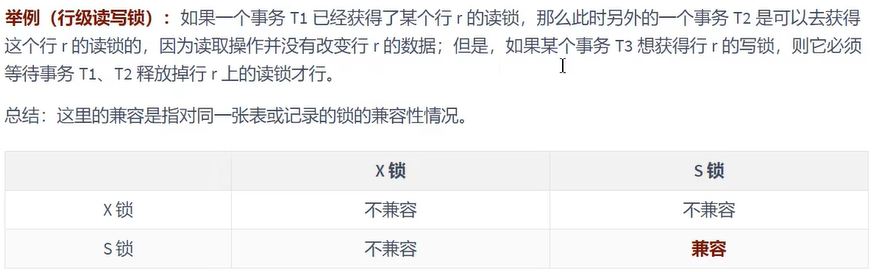 举例（行级读写锁）：如果一个事务 T1 已经获得了某个行 r 的读锁，那么此时另外的一个事务 T2 是可以去获得
这个行 r 的读锁的，因为读取操作并没有改变行 r 的数据；但是，如果某个事务 T3 想获得行 r 的写锁，则它必须
等待事务 T1、T2 释放掉行 r 上的读锁才行。
总结：这里的兼容是指对同一张表或记录的锁的兼容性情况。
X 锁 S 锁
X 锁 不兼容 不兼容
S 锁 不兼容 兼容